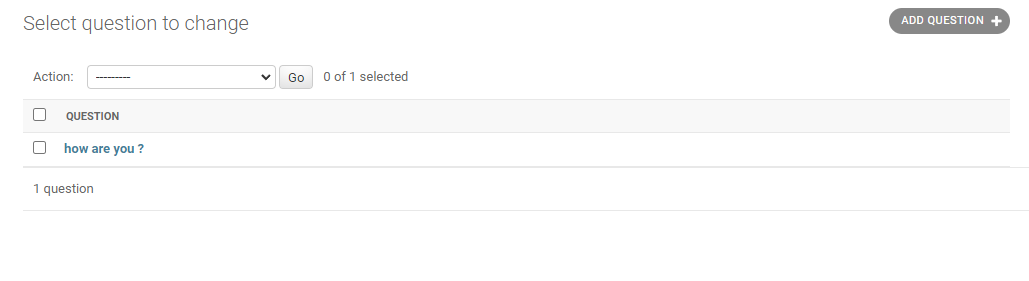 Select question to change
ADD QUESTION +
Action: --------- Go 0 of 1 selected
QUESTION
how are you ?
1 question